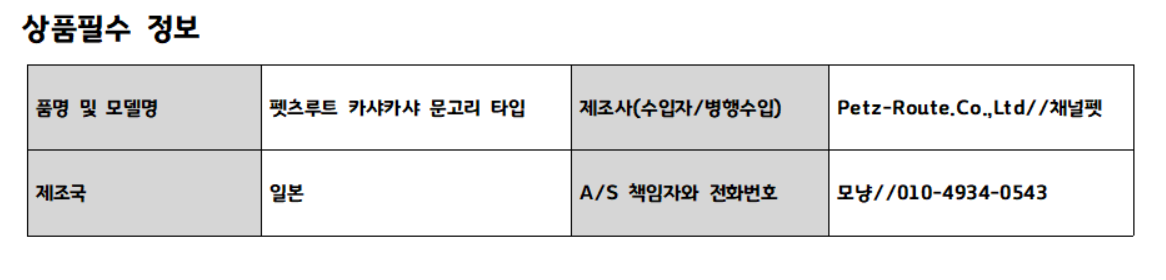 상품필수 정보
품명 및 모델명 펫츠루트 카샤카샤 문고리 타입 제조사(수입자/병행수입) Petz-Route.Co.,Ltd//채널펫
제조국 일본 A/S 책임자와 전화번호 모냥//010-4934-0543